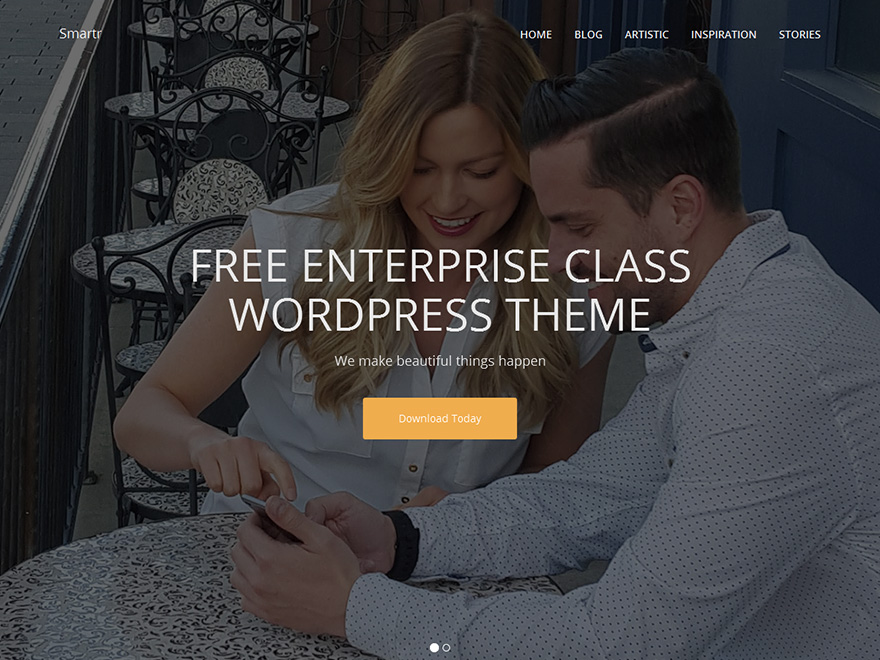 Smartr
HOME BLOG ARTISTIC INSPIRATION STORIES
FREE ENTERPRISE CLASS
WORDPRESS THEME
We make beautiful things happen
Download Today